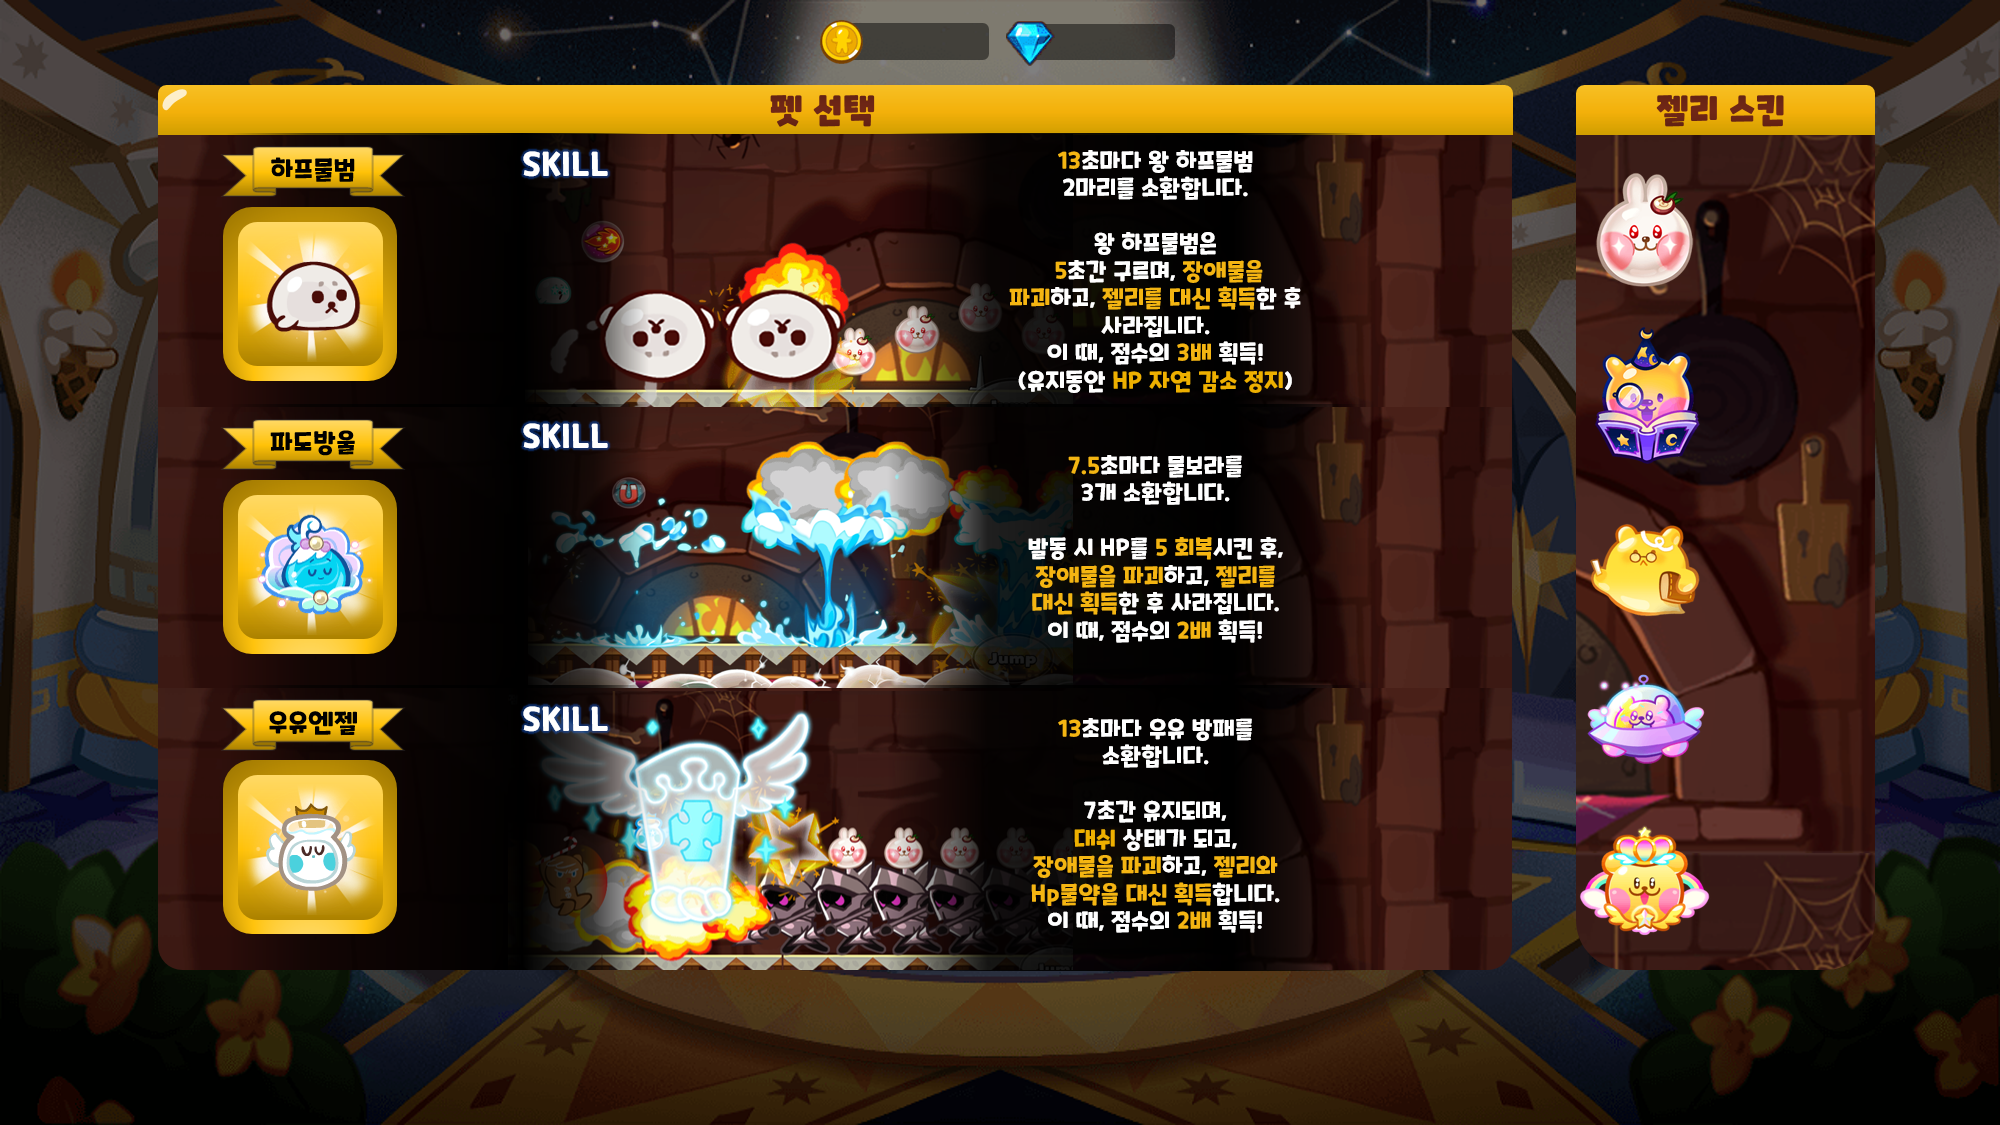 펫 선택
젤리 스킨
하프물범
SKILL
13초마다 왕 하프물범
2마리를 소환합니다.
왕 하프물범은
5초간 구르며, 장애물을
파괴하고, 젤리를 대신 획득한 후
사라집니다.
이 때, 점수의 3배 획득!
(유지동안 HP 자연 감소 정지)
파도방울
SKILL
7.5초마다 물보라를
3개 소환합니다.
발동 시 HP를 5 회복시킨 후,
장애물을 파괴하고, 젤리를
대신 획득한 후 사라집니다.
이 때, 점수의 2배 획득!
Jump
우유엔젤
SKILL
13초마다 우유 방패를
소환합니다.
7초간 유지되며,
대쉬 상태가 되고,
장애물을 파괴하고, 젤리와
Hp물약을 대신 획득합니다.
이 때, 점수의 2배 획득!